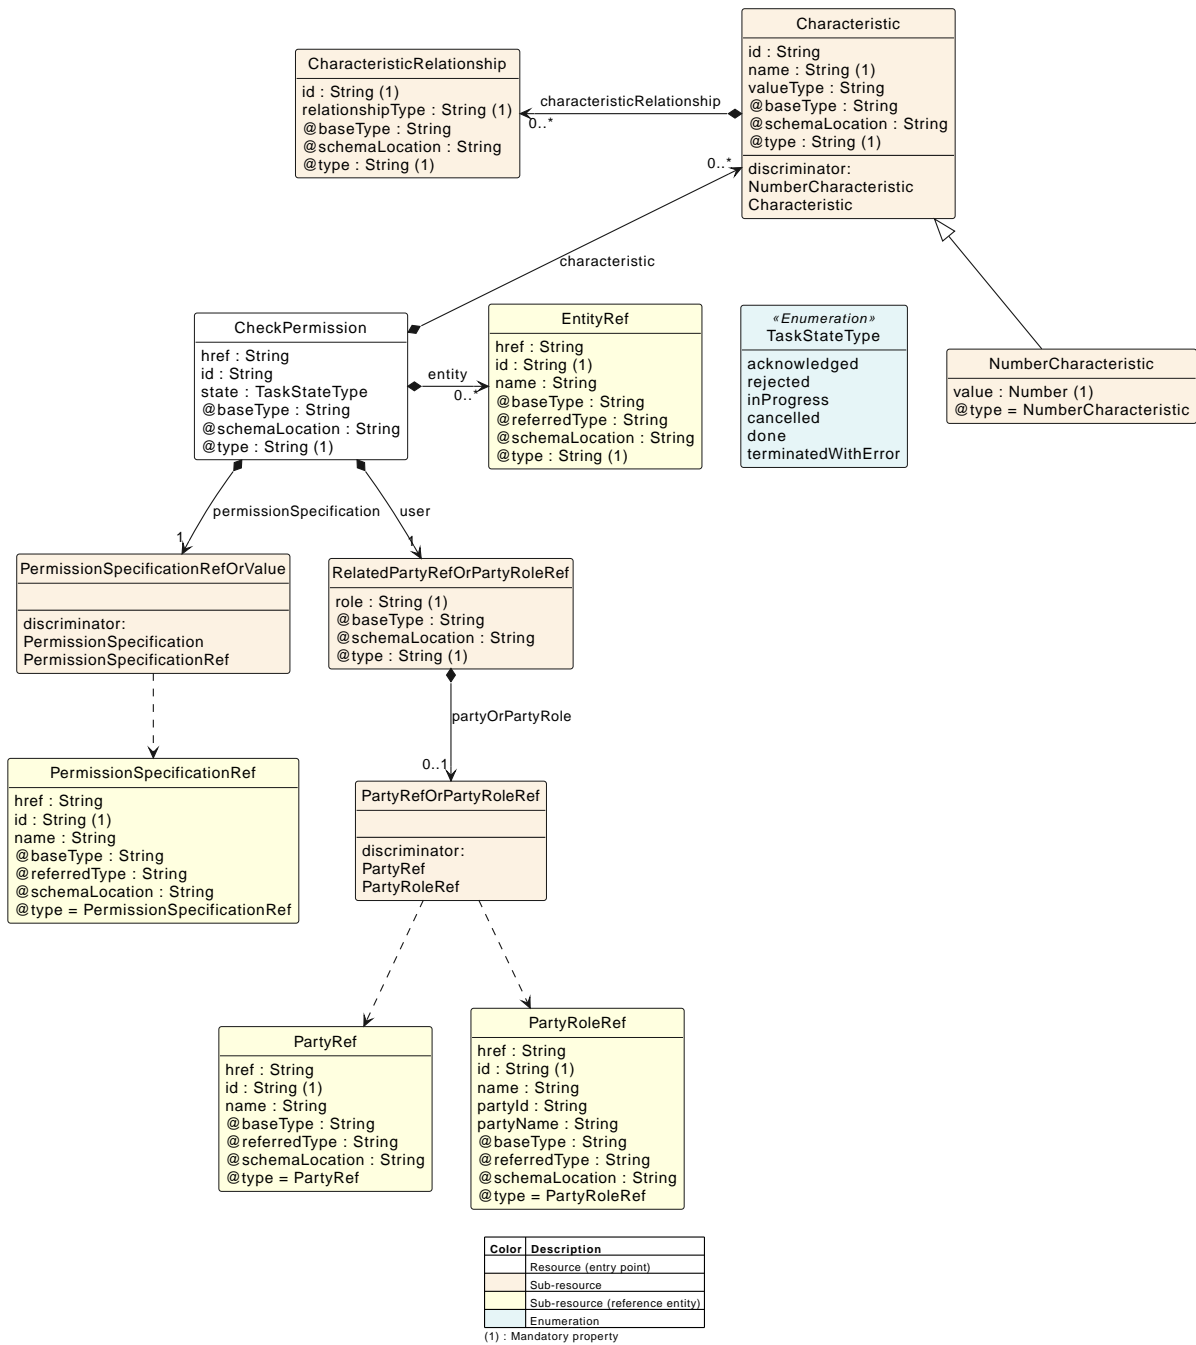 Characteristic
id : String
name : String (1)
valueType : String
@baseType : String
@schemaLocation : String
@type : String (1)
discriminator:
NumberCharacteristic
Characteristic
CharacteristicRelationship
id : String (1)
relationshipType : String (1)
@baseType : String
@schemaLocation : String
@type : String (1)
characteristicRelationship
0..*
0..*
characteristic
CheckPermission
href : String
id : String
state : TaskStateType
@baseType : String
@schemaLocation : String
@type : String (1)
entity
0..*
EntityRef
href : String
id : String (1)
name : String
@baseType : String
@referredType : String
@schemaLocation : String
@type : String (1)
«Enumeration»
TaskStateType
acknowledged
rejected
inProgress
cancelled
done
terminatedWithError
NumberCharacteristic
value : Number (1)
@type = NumberCharacteristic
permissionSpecification
1
user
1
PermissionSpecificationRefOrValue
discriminator:
PermissionSpecification
PermissionSpecificationRef
RelatedPartyRefOrPartyRoleRef
role : String (1)
@baseType : String
@schemaLocation : String
@type : String (1)
partyOrPartyRole
0..1
PermissionSpecificationRef
href : String
id : String (1)
name : String
@baseType : String
@referredType : String
@schemaLocation : String
@type = PermissionSpecificationRef
PartyRefOrPartyRoleRef
discriminator:
PartyRef
PartyRoleRef
PartyRef
href : String
id : String (1)
name : String
@baseType : String
@referredType : String
@schemaLocation : String
@type = PartyRef
PartyRoleRef
href : String
id : String (1)
name : String
partyId : String
partyName : String
@baseType : String
@referredType : String
@schemaLocation : String
@type = PartyRoleRef
Color Description
Resource (entry point)
Sub-resource
Sub-resource (reference entity)
Enumeration
(1) : Mandatory property